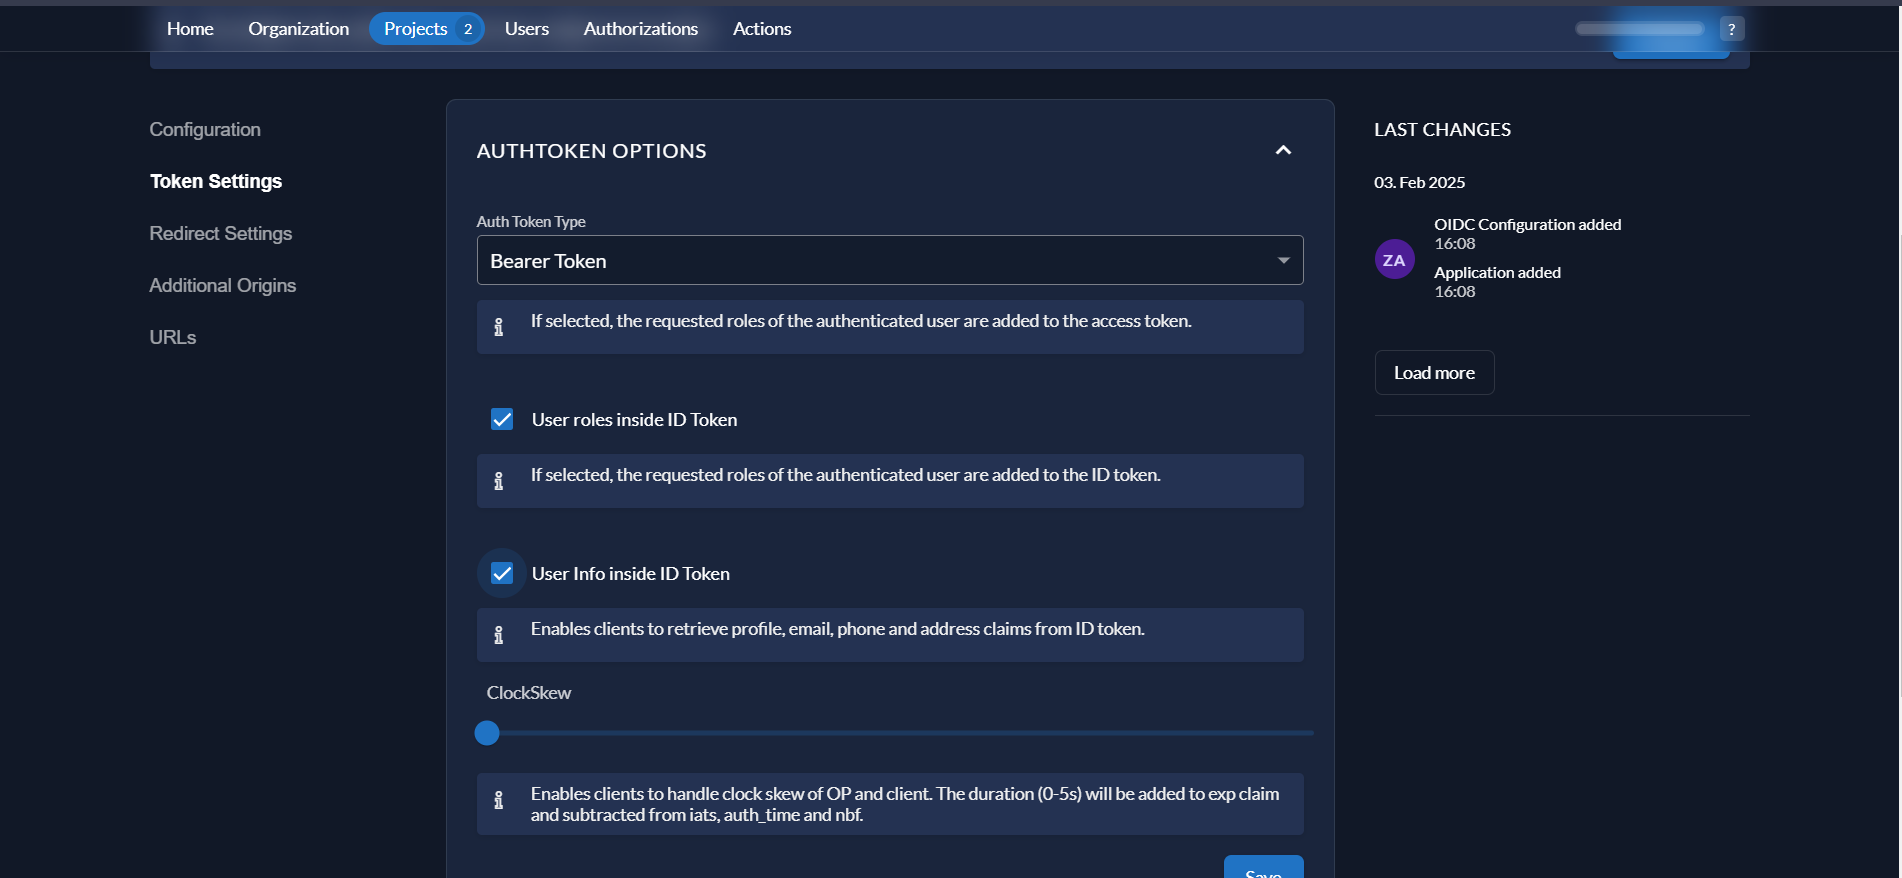 Home
Organization
Projects 2
Users
Authorizations
Actions
?
Configuration
Token Settings
Redirect Settings
Additional Origins
URLs
AUTHTOKEN OPTIONS
Auth Token Type
Bearer Token
If selected, the requested roles of the authenticated user are added to the access token.
User roles inside ID Token
If selected, the requested roles of the authenticated user are added to the ID token.
User Info inside ID Token
Enables clients to retrieve profile, email, phone and address claims from ID token.
ClockSkew
Enables clients to handle clock skew of OP and client. The duration (0-5s) will be added to exp claim
and subtracted from iats, auth_time and nbf.
Save
LAST CHANGES
03. Feb 2025
ZA
OIDC Configuration added
16:08
Application added
16:08
Load more